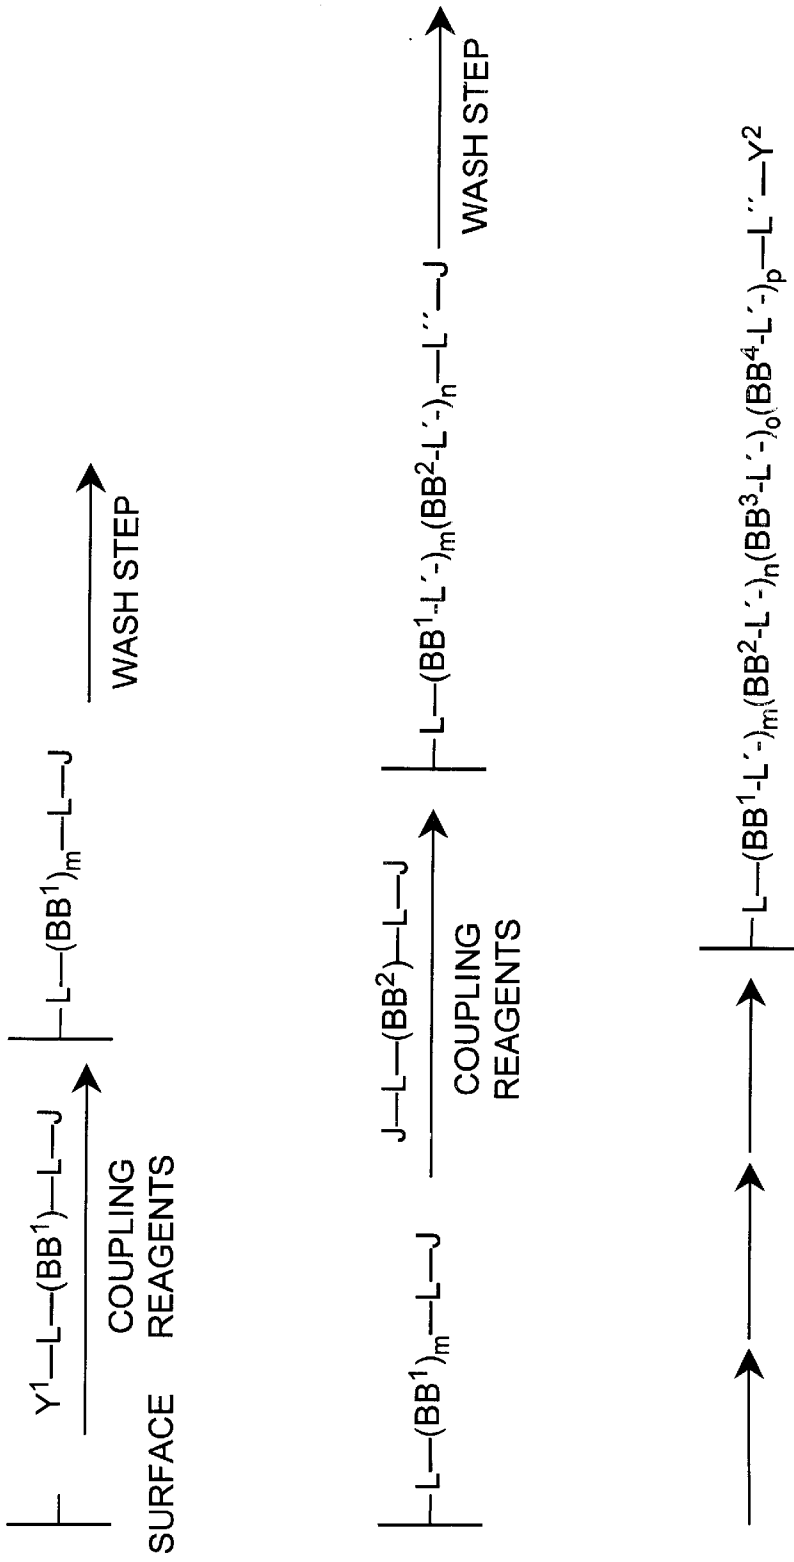 Y¹—L—(BB¹)—L—J
COUPLING
SURFACE REAGENTS
—L—(BB¹)m—L—J
WASH STEP
—L—(BB¹)m—L—J
J—L—(BB²)—L—J
COUPLING
REAGENTS
—L—(BB¹-L´-)m(BB²-L´-)n—L´´—J
WASH STEP
—L—(BB¹-L´-)m(BB²-L´-)n(BB³-L´-)o(BB⁴-L´-)p—L´´—Y²